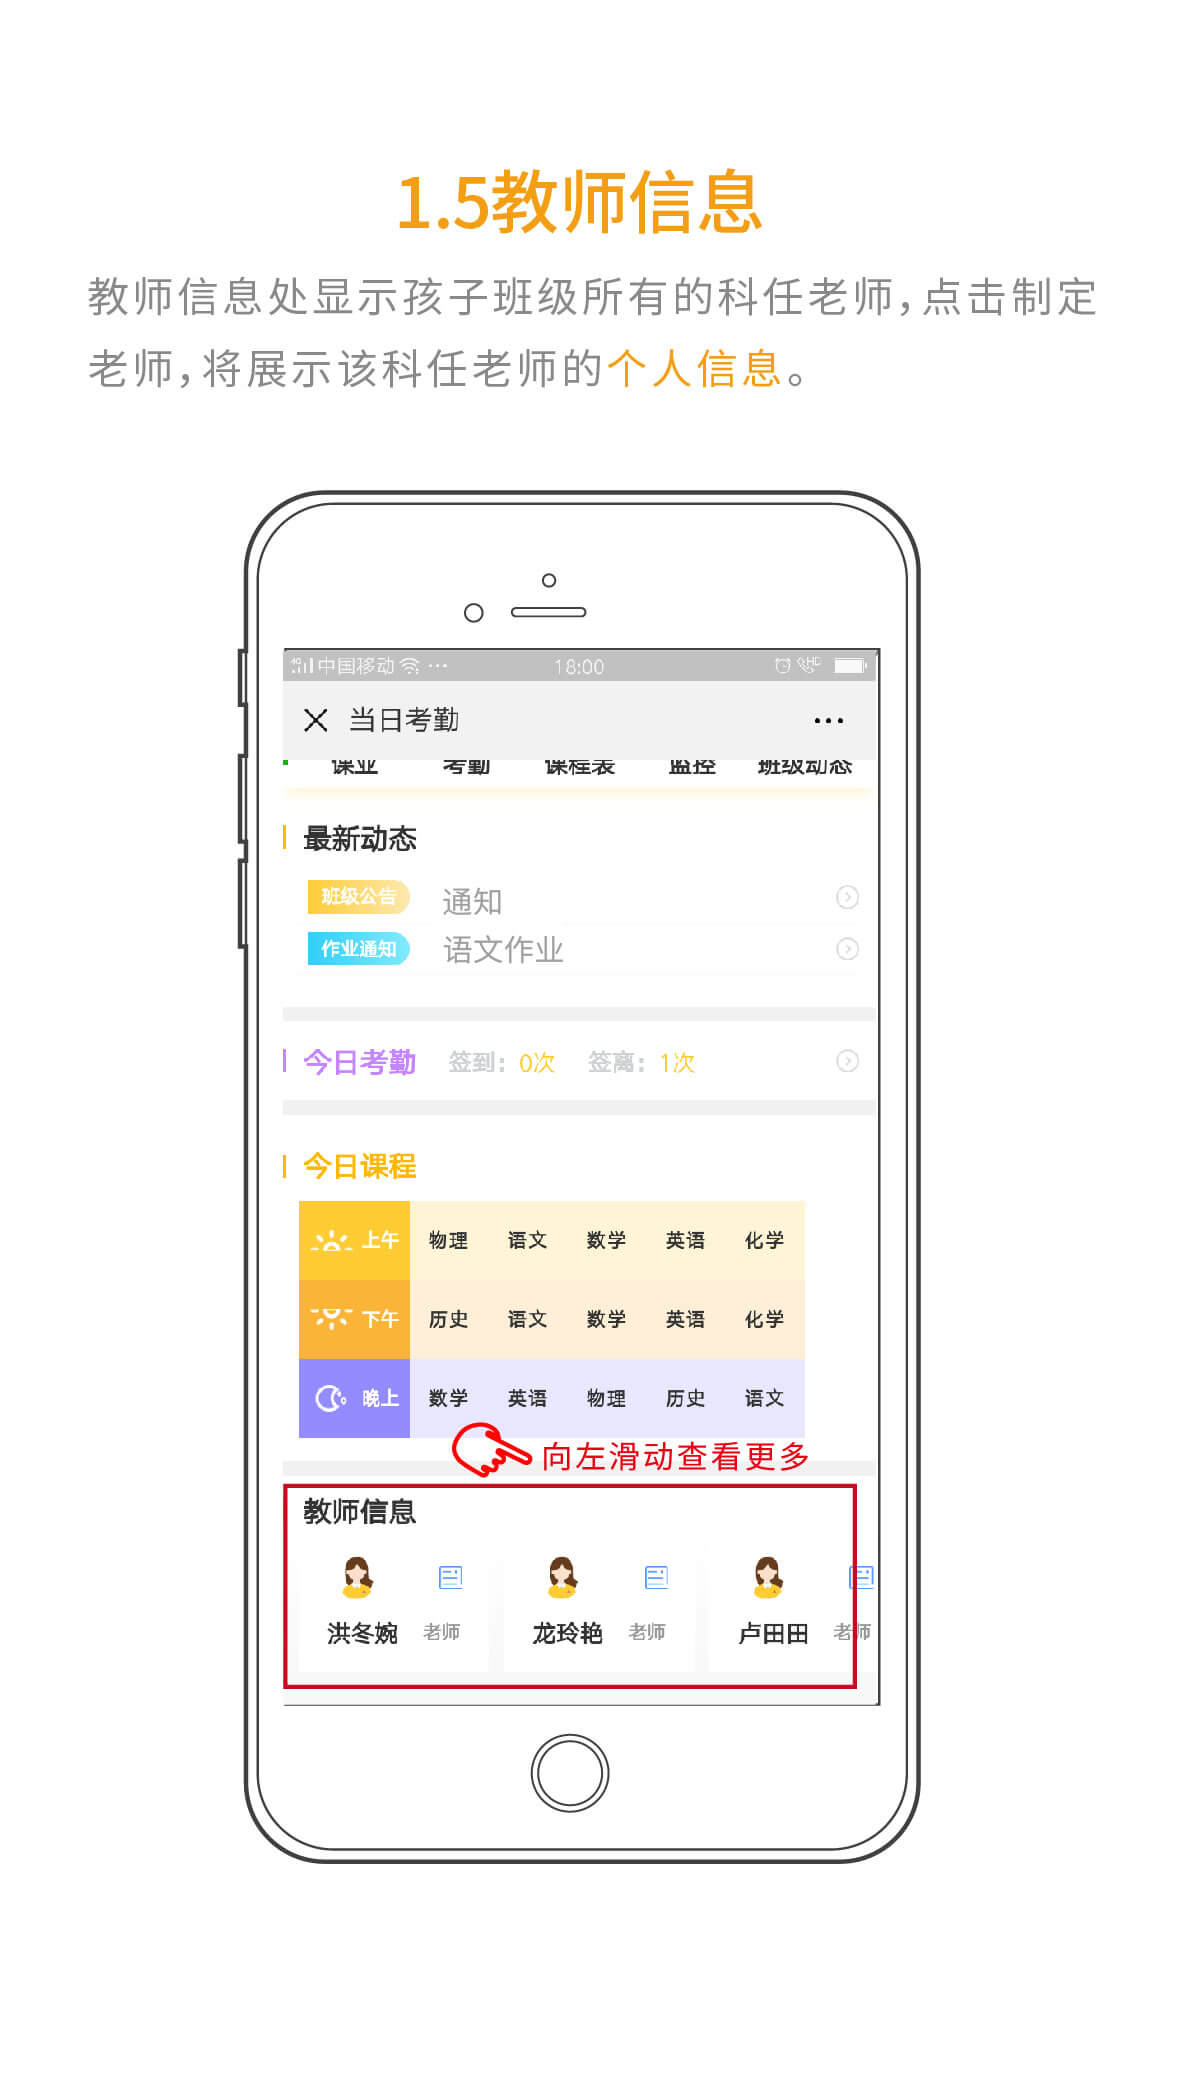 1.5教师信息
教师信息处显示孩子班级所有的科任老师，点击制定
老师，将展示该科任老师的个人信息。
4G 中国移动 ··· 18:00 HD
当日考勤 ···
课业 考勤 课程表 监控 班级动态
最新动态
班级公告 通知
作业通知 语文作业
今日考勤 签到：0次 签离：1次
今日课程
上午 物理 语文 数学 英语 化学
下午 历史 语文 数学 英语 化学
晚上 数学 英语 物理 历史 语文
向左滑动查看更多
教师信息
洪冬婉 老师 龙玲艳 老师 卢田田 老师